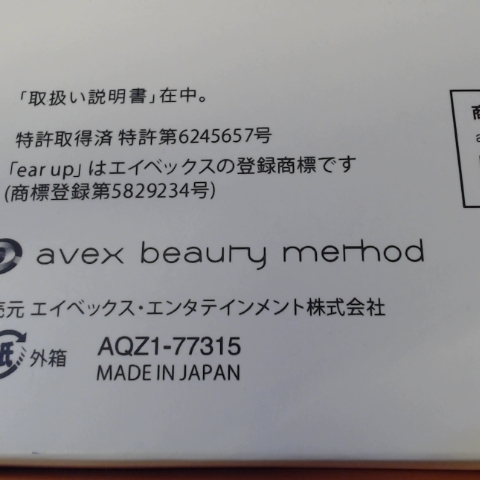 「取扱い説明書」在中。
特許取得済 特許第6245657号
「ear up」はエイベックスの登録商標です
(商標登録第5829234号)
avex beauty method
売元 エイベックス・エンタテインメント株式会社
紙 外箱 AQZ1-77315
MADE IN JAPAN
商
a